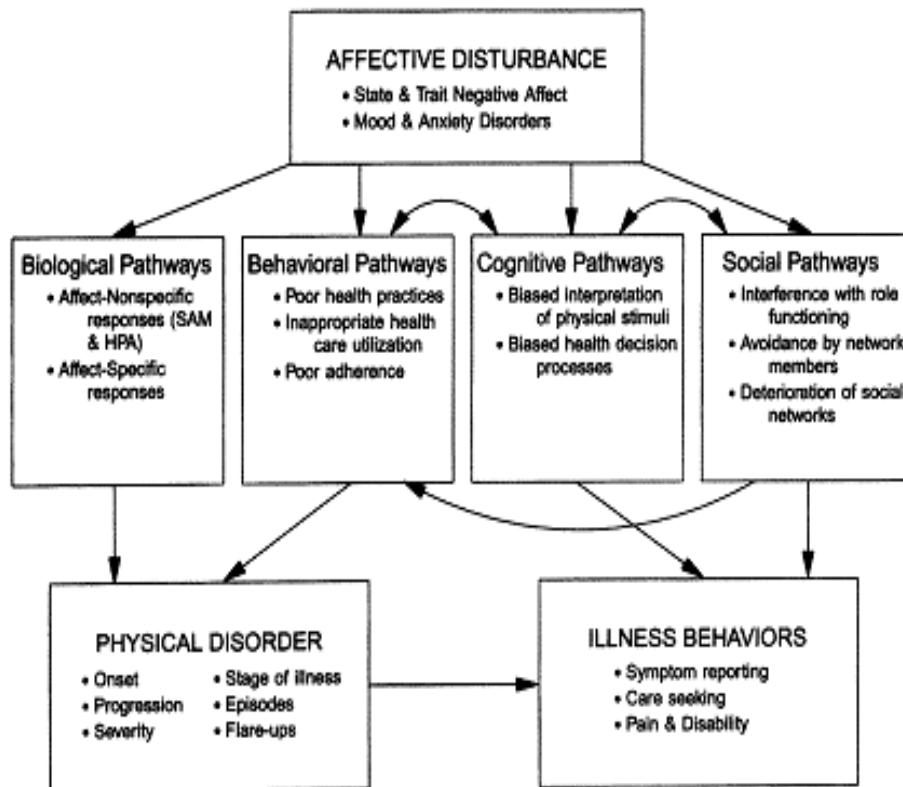 AFFECTIVE DISTURBANCE
• State & Trait Negative Affect
• Mood & Anxiety Disorders
Biological Pathways
• Affect-Nonspecific
responses (SAM
& HPA)
• Affect-Specific
responses
Behavioral Pathways
• Poor health practices
• Inappropriate health
care utilization
• Poor adherence
Cognitive Pathways
• Biased Interpretation
of physical stimuli
• Biased health decision
processes
Social Pathways
• Interference with role
functioning
• Avoidance by network
members
• Deterioration of social
networks
PHYSICAL DISORDER
• Onset
• Progression
• Severity
• Stage of illness
• Episodes
• Flare-ups
ILLNESS BEHAVIORS
• Symptom reporting
• Care seeking
• Pain & Disability